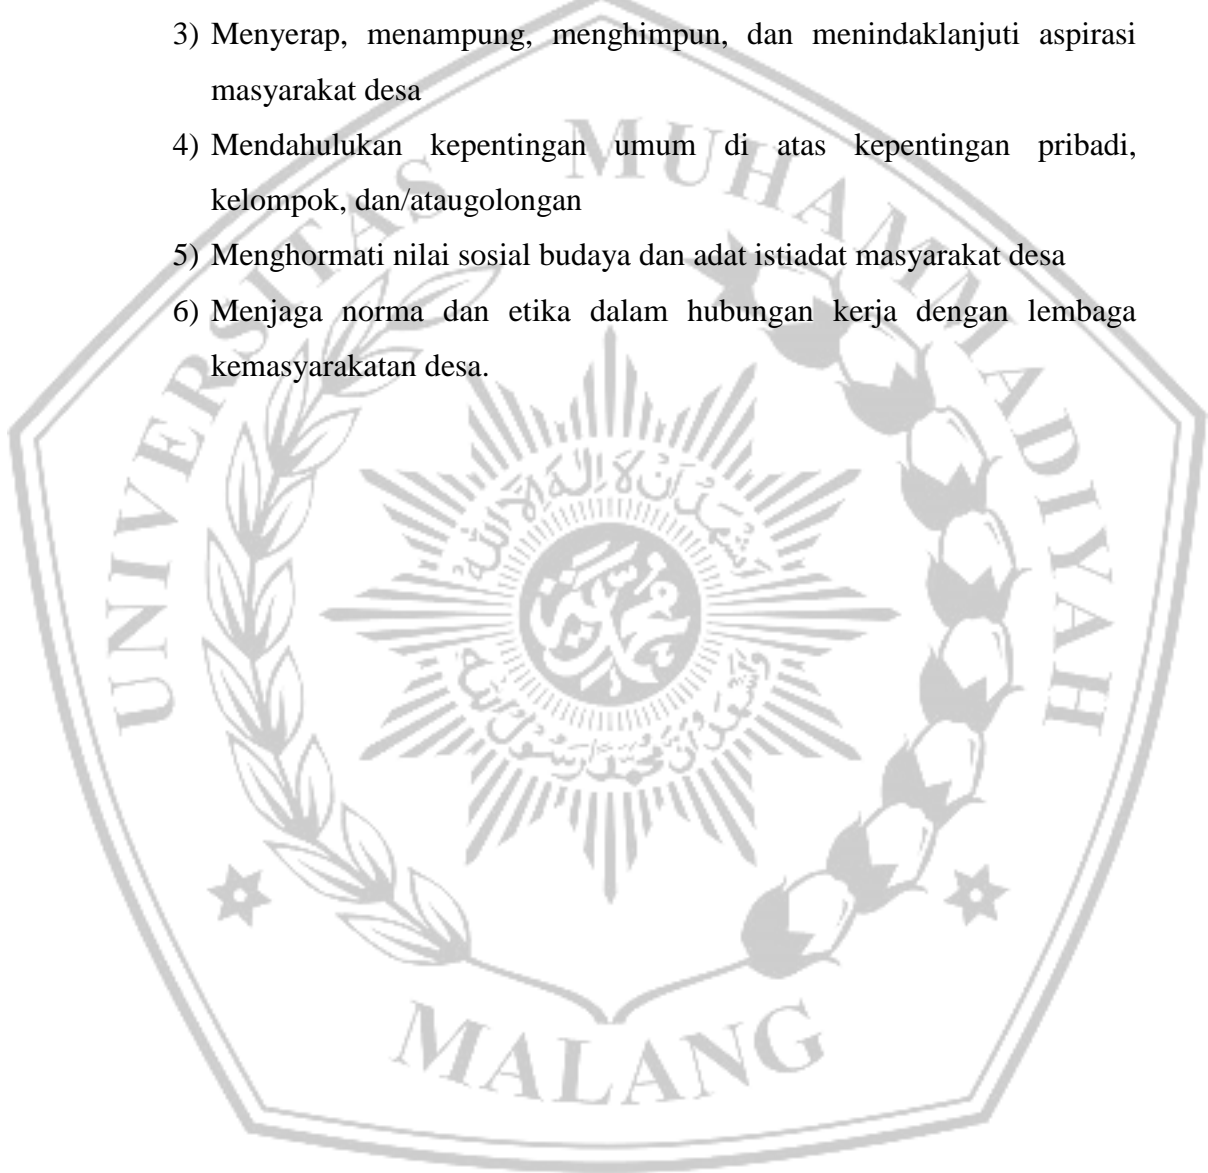 3) Menyerap, menampung, menghimpun, dan menindaklanjuti aspirasi
masyarakat desa
4) Mendahulukan kepentingan umum di atas kepentingan pribadi,
kelompok, dan/ataugolongan
5) Menghormati nilai sosial budaya dan adat istiadat masyarakat desa
6) Menjaga norma dan etika dalam hubungan kerja dengan lembaga
kemasyarakatan desa.
UNIVERSITAS MUHAMMADIYAH
MALANG